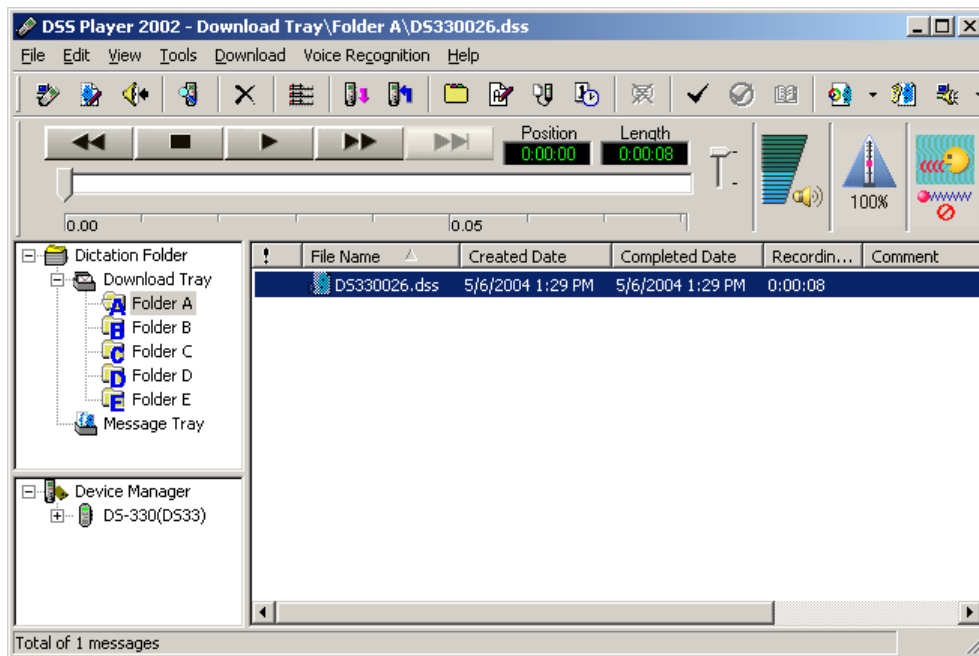 DSS Player 2002 - Download Tray\Folder A\DS330026.dss
File Edit View Tools Download Voice Recognition Help
Position Length
0:00:00 0:00:08
100%
0.00 0.05
Dictation Folder
Download Tray
Folder A
Folder B
Folder C
Folder D
Folder E
Message Tray
! File Name Created Date Completed Date Recordin... Comment
DS330026.dss 5/6/2004 1:29 PM 5/6/2004 1:29 PM 0:00:08
Device Manager
DS-330(DS33)
Total of 1 messages